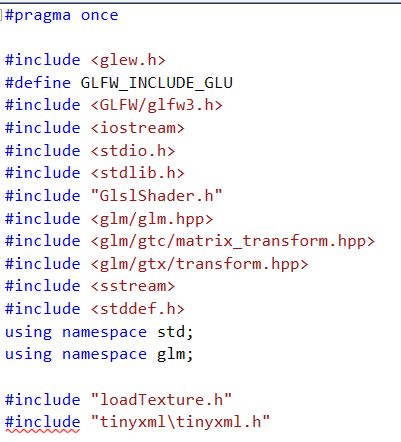 #pragma once
#include <glew.h>
#define GLFW_INCLUDE_GLU
#include <GLFW/glfw3.h>
#include <iostream>
#include <stdio.h>
#include <stdlib.h>
#include "GlslShader.h"
#include <glm/glm.hpp>
#include <glm/gtc/matrix_transform.hpp>
#include <glm/gtx/transform.hpp>
#include <sstream>
#include <stddef.h>
using namespace std;
using namespace glm;
#include "loadTexture.h"
#include "tinyxml\tinyxml.h"